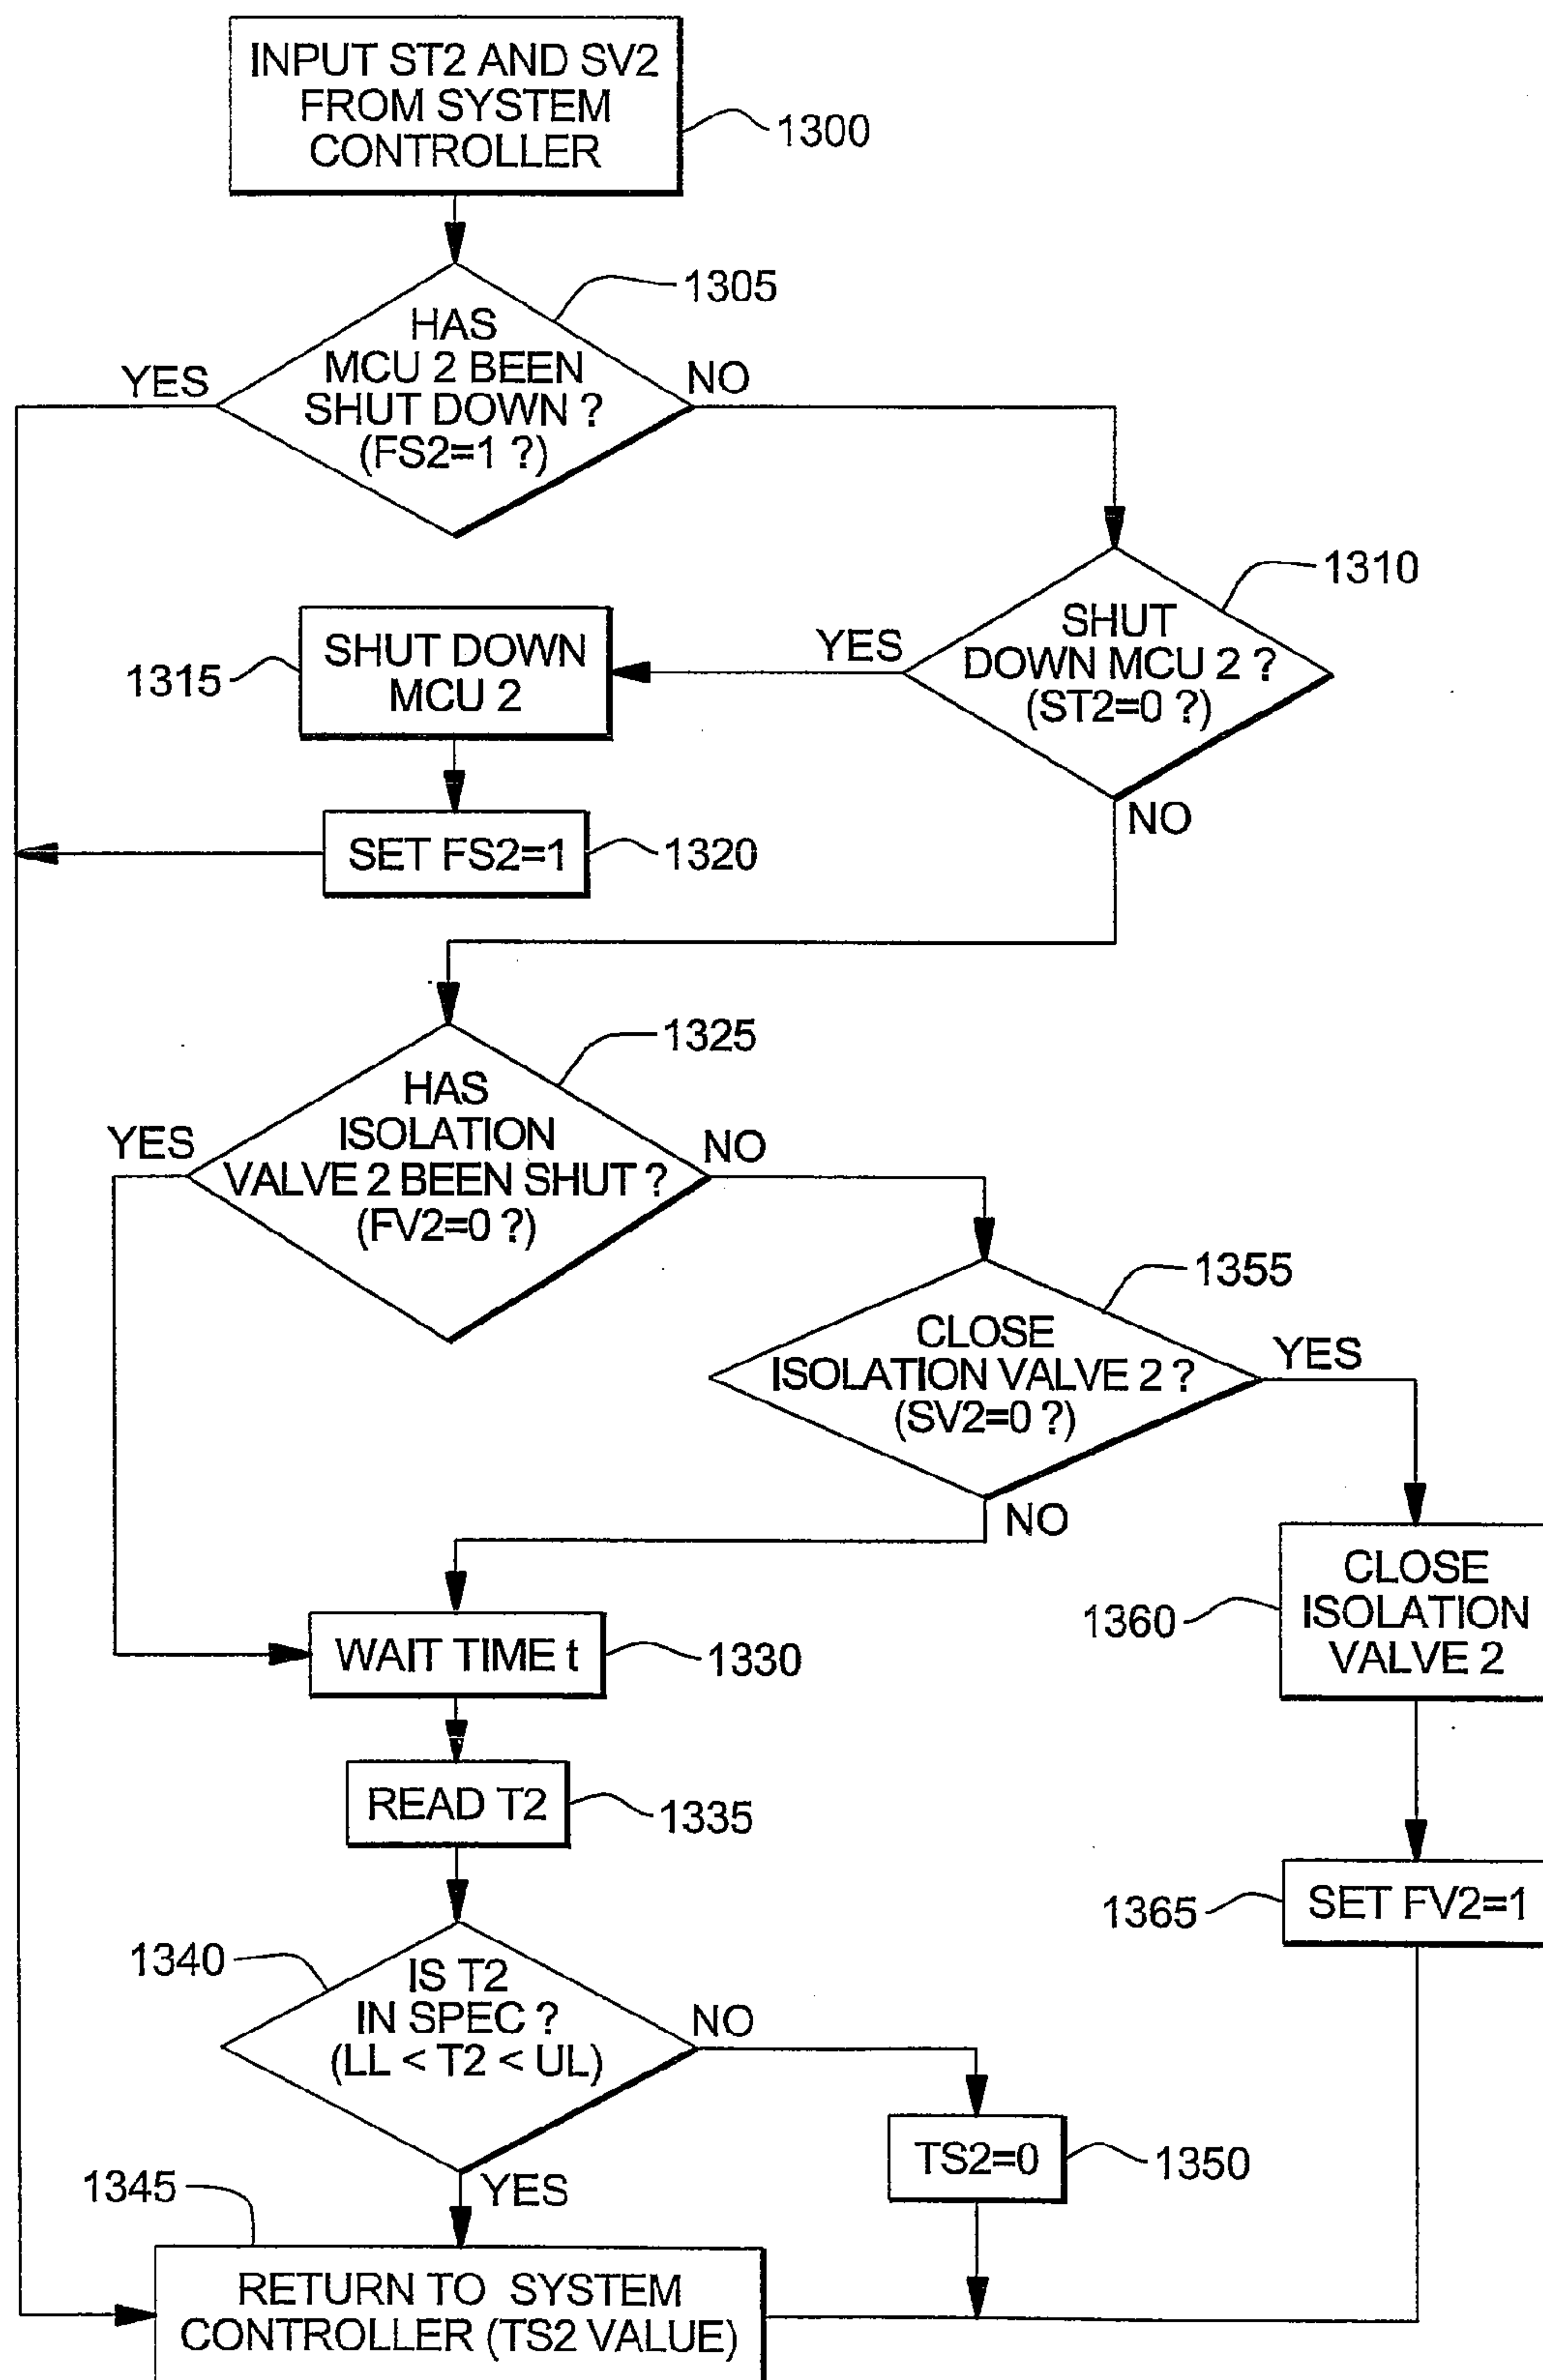 INPUT ST2 AND SV2
FROM SYSTEM
CONTROLLER
1300
1305
HAS
MCU 2 BEEN
SHUT DOWN ?
(FS2=1 ?)
YES
NO
1310
SHUT
DOWN MCU 2 ?
(ST2=0 ?)
YES
NO
1315
SHUT DOWN
MCU 2
SET FS2=1
1320
1325
HAS
ISOLATION
VALVE 2 BEEN SHUT ?
(FV2=0 ?)
YES
NO
1355
CLOSE
ISOLATION VALVE 2 ?
(SV2=0 ?)
YES
NO
1360
CLOSE
ISOLATION
VALVE 2
WAIT TIME t
1330
READ T2
1335
1365
SET FV2=1
1340
IS T2
IN SPEC ?
(LL < T2 < UL)
NO
YES
TS2=0
1350
1345
RETURN TO SYSTEM
CONTROLLER (TS2 VALUE)